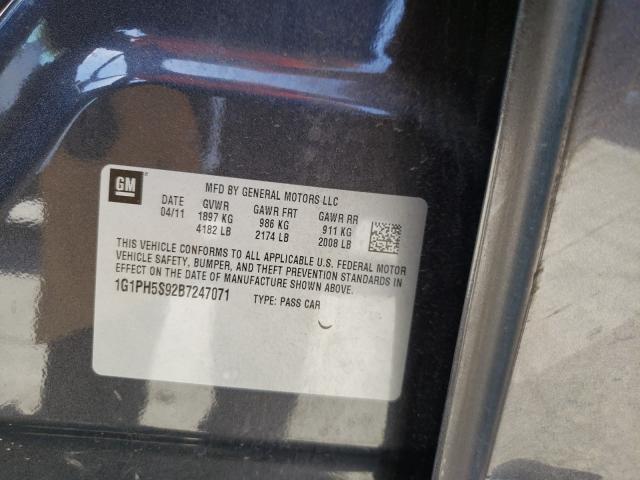 GM
MFD BY GENERAL MOTORS LLC
DATE GVWR GAWR FRT GAWR RR
04/11 1897 KG 986 KG 911 KG
4182 LB 2174 LB 2008 LB
THIS VEHICLE CONFORMS TO ALL APPLICABLE U.S. FEDERAL MOTOR
VEHICLE SAFETY, BUMPER, AND THEFT PREVENTION STANDARDS IN
EFFECT ON THE DATE OF MANUFACTURE SHOWN ABOVE.
1G1PH5S92B7247071 TYPE: PASS CAR